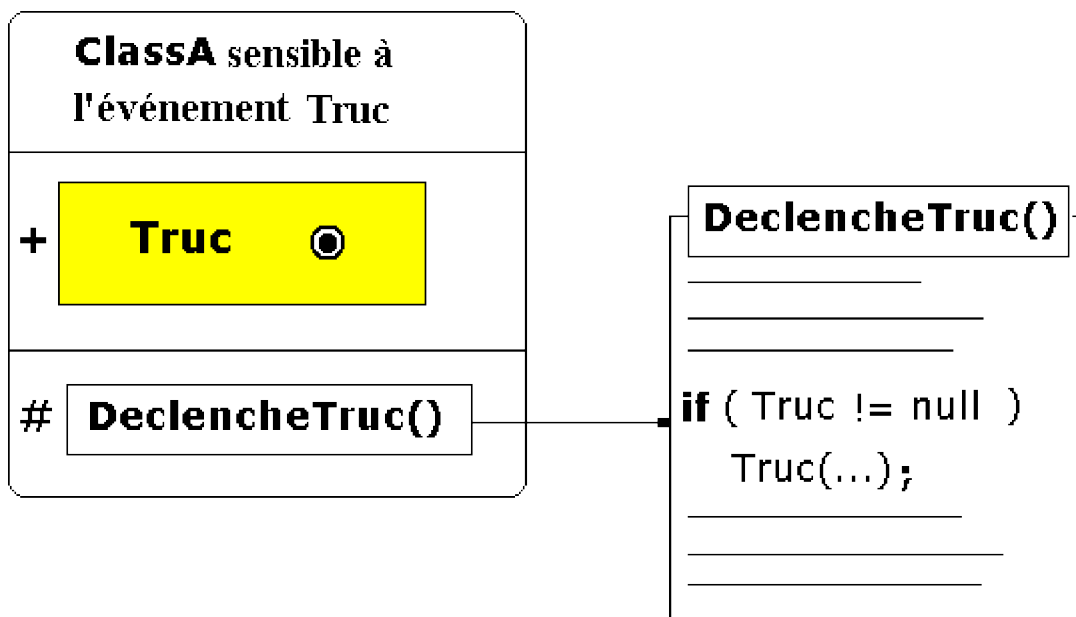 ClassA sensible à
l'événement Truc
+ Truc
# DeclencheTruc()
DeclencheTruc()
if ( Truc != null )
Truc(...);